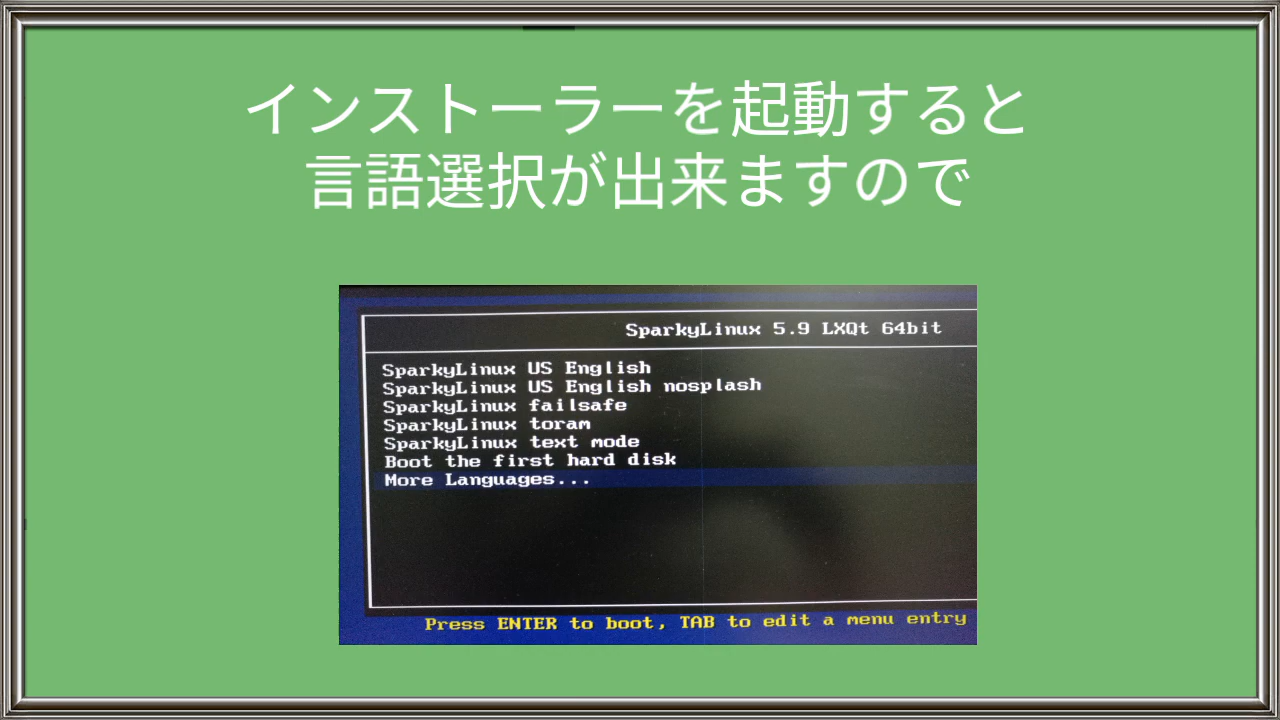 インストーラーを起動すると
言語選択が出来ますので
SparkyLinux 5.9 LXQt 64bit
SparkyLinux US English
SparkyLinux US English nosplash
SparkyLinux failsafe
SparkyLinux toram
SparkyLinux text mode
Boot the first hard disk
More Languages...
Press ENTER to boot, TAB to edit a menu entry